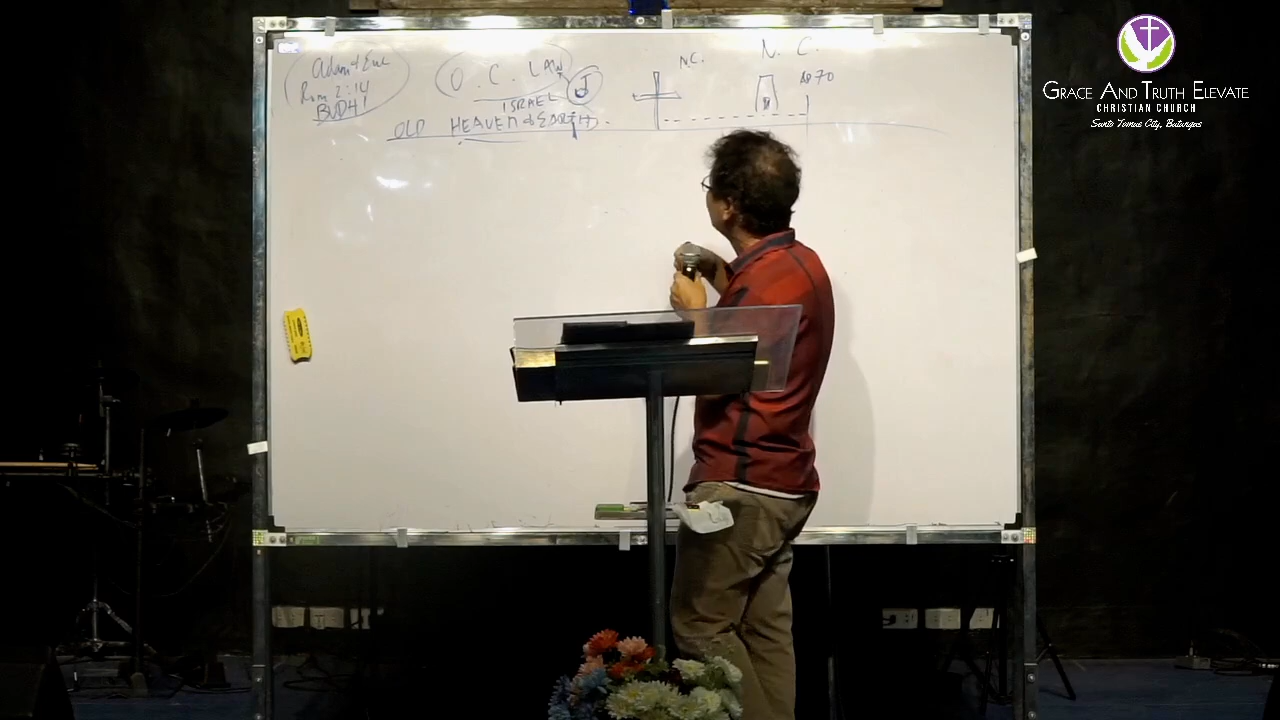 Adam & Eve
Rom 2:14
O. C. LAW
J
ISRAEL
OLD HEAVEN & EARTH.
N.C.
N. C.
AD 70
GRACE AND TRUTH ELEVATE
CHRISTIAN CHURCH
Santo Tomas City, Batangas